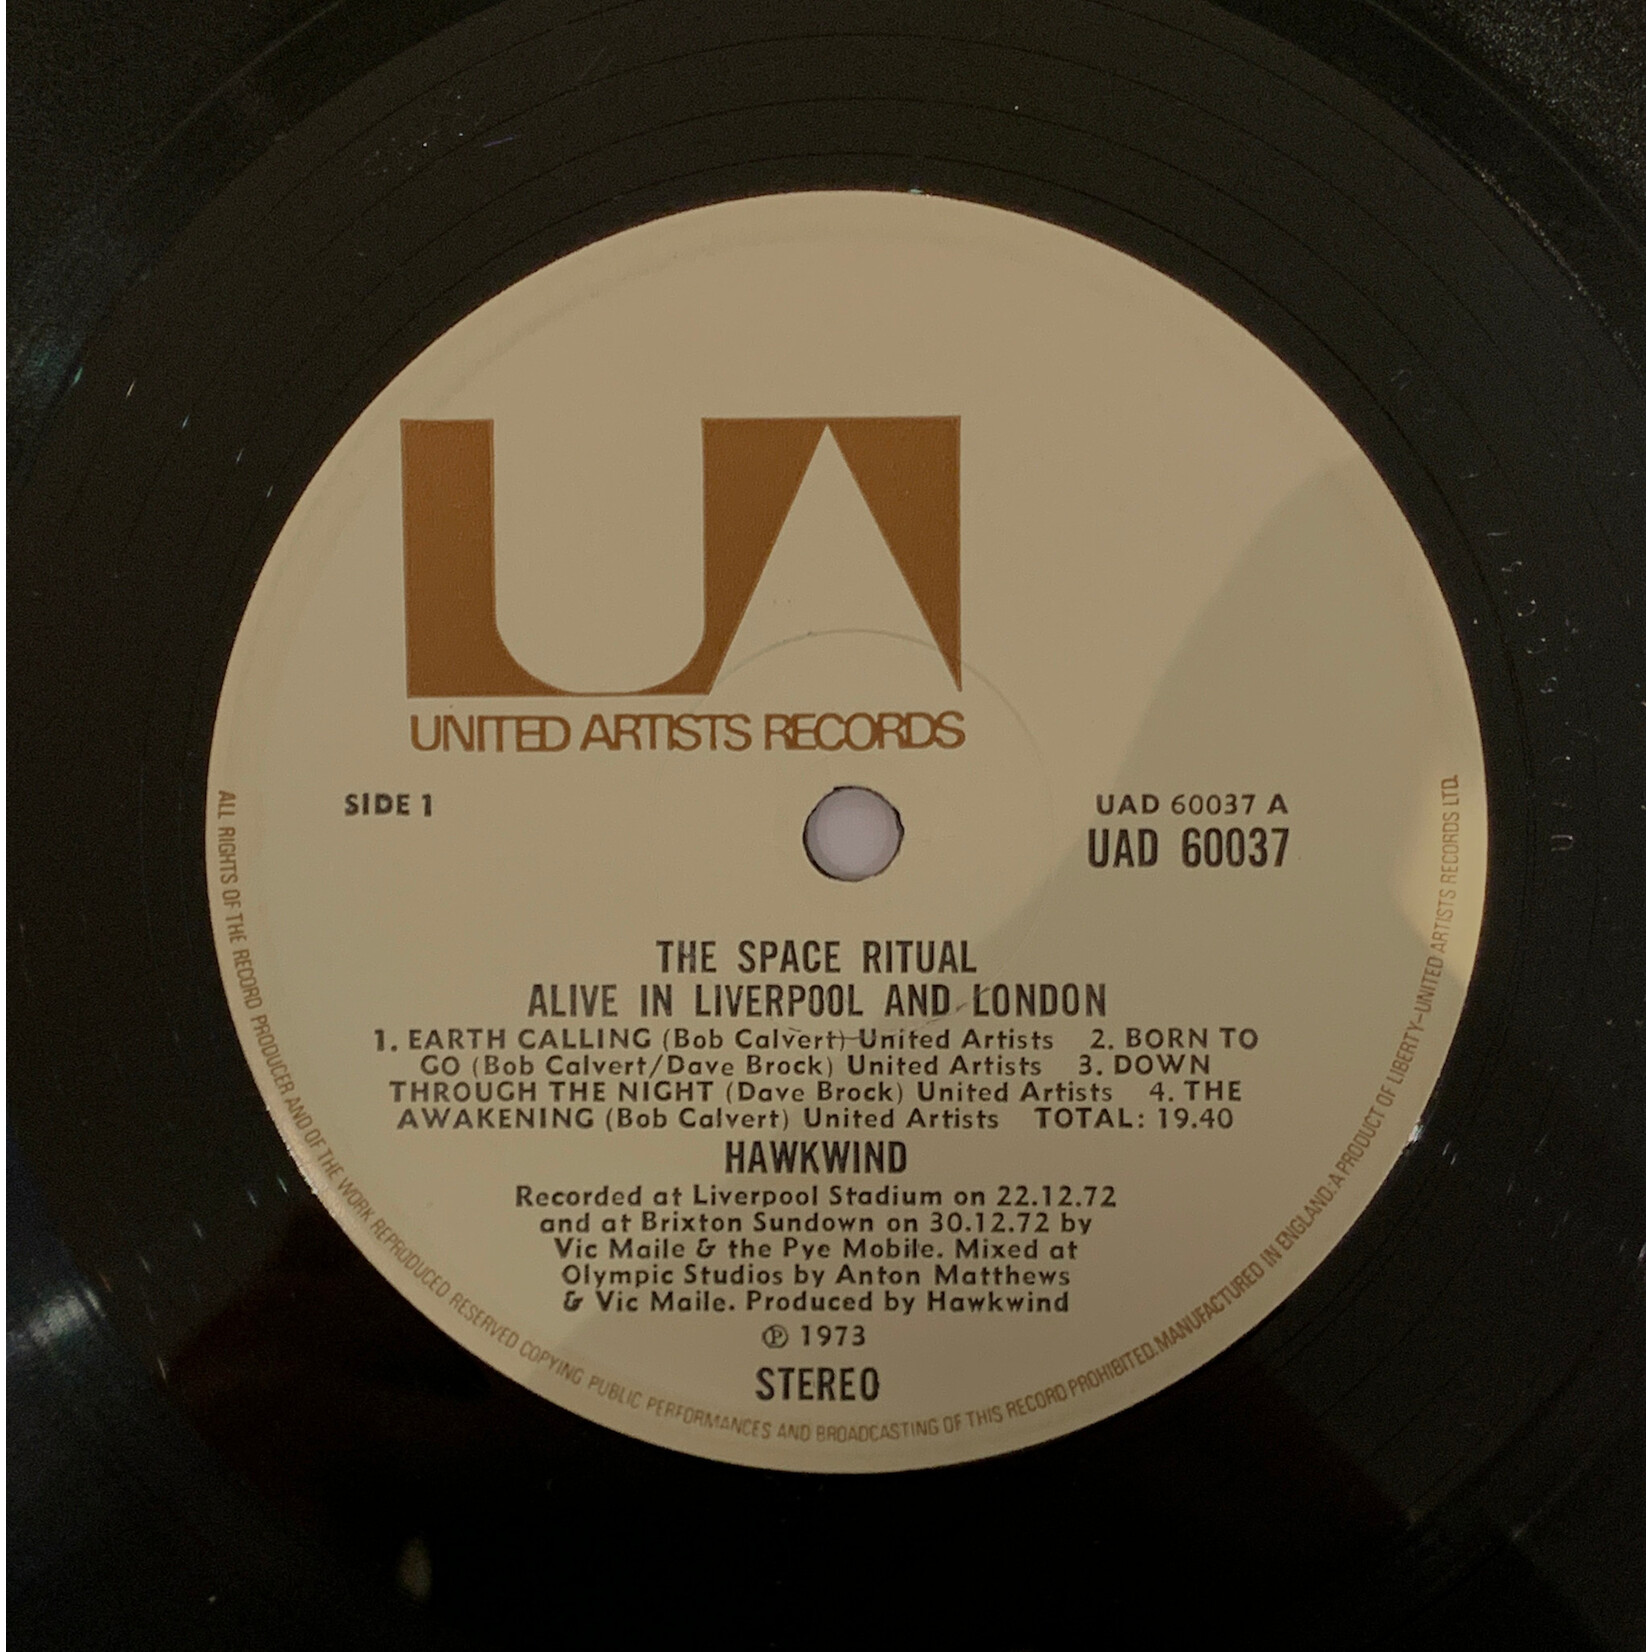 UA
UNITED ARTISTS RECORDS
SIDE 1
UAD 60037 A
UAD 60037
THE SPACE RITUAL
ALIVE IN LIVERPOOL AND LONDON
1. EARTH CALLING (Bob Calvert) United Artists 2. BORN TO
GO (Bob Calvert/Dave Brock) United Artists 3. DOWN
THROUGH THE NIGHT (Dave Brock) United Artists 4. THE
AWAKENING (Bob Calvert) United Artists TOTAL: 19.40
HAWKWIND
Recorded at Liverpool Stadium on 22.12.72
and at Brixton Sundown on 30.12.72 by
Vic Maile & the Pye Mobile. Mixed at
Olympic Studios by Anton Matthews
& Vic Maile. Produced by Hawkwind
℗ 1973
STEREO
ALL RIGHTS OF THE RECORD PRODUCER AND OF THE WORK REPRODUCED RESERVED COPYING PUBLIC PERFORMANCES AND BROADCASTING OF THIS RECORD PROHIBITED. MANUFACTURED IN ENGLAND: A PRODUCT OF LIBERTY-UNITED ARTISTS RECORDS LTD.